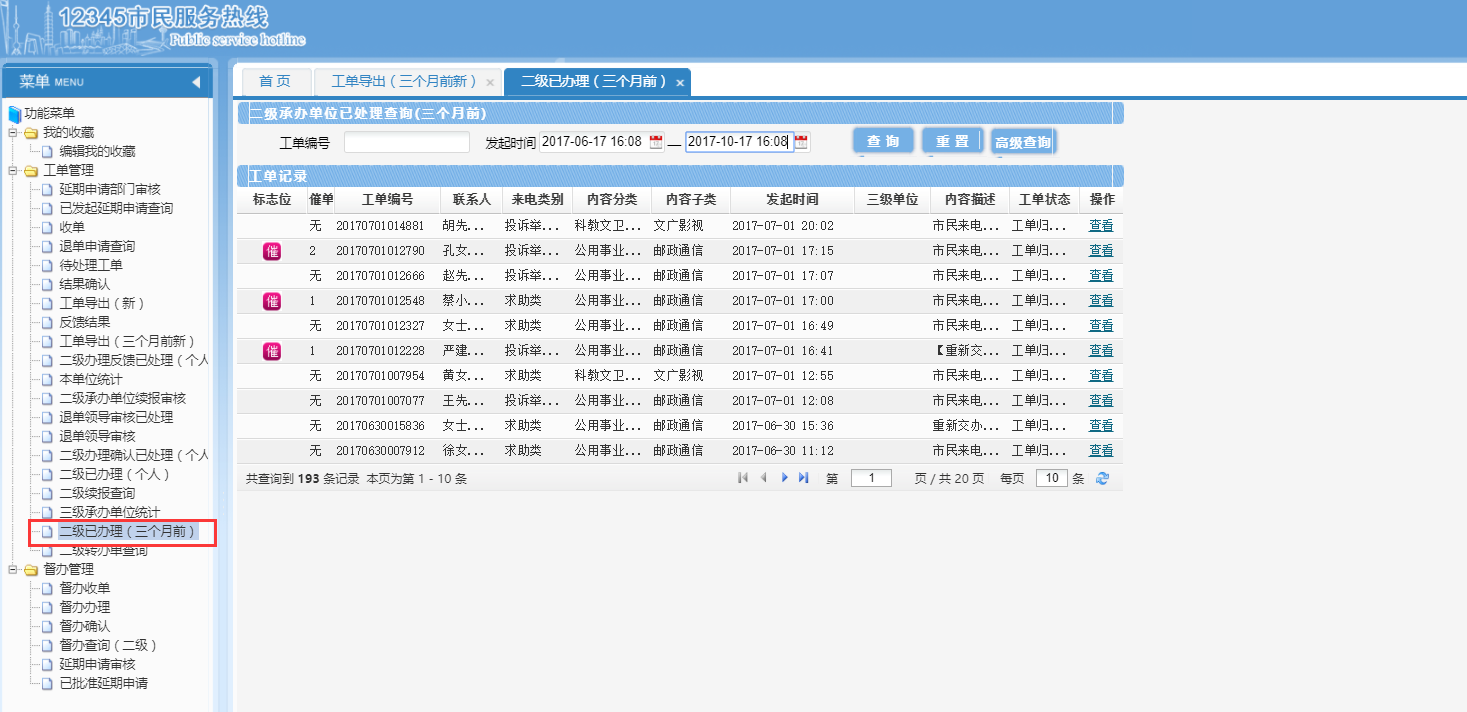 12345市民服务热线
Public service hotline
菜单 MENU
功能菜单
我的收藏
编辑我的收藏
工单管理
延期申请部门审核
已发起延期申请查询
收单
退单申请查询
待处理工单
结果确认
工单导出（新）
反馈结果
工单导出（三个月前新）
二级办理反馈已处理（个人
本单位统计
二级承办单位续报审核
退单领导审核已处理
退单领导审核
二级办理确认已处理（个人
二级已办理（个人）
二级续报查询
三级承办单位统计
二级已办理（三个月前）
二级转办单查询
督办管理
督办收单
督办办理
督办确认
督办查询（二级）
延期申请审核
已批准延期申请
首页 工单导出（三个月前新） × 二级已办理（三个月前） ×
二级承办单位已处理查询(三个月前)
工单编号 发起时间 2017-06-17 16:08 — 2017-10-17 16:08 查询 重置 高级查询
工单记录
标志位 催单 工单编号 联系人 来电类别 内容分类 内容子类 发起时间 三级单位 内容描述 工单状态 操作
无 20170701014881 胡先... 投诉举... 科教文卫... 文广影视 2017-07-01 20:02 市民来电... 工单归... 查看
催 2 20170701012790 孔女... 投诉举... 公用事业... 邮政通信 2017-07-01 17:15 市民来电... 工单归... 查看
无 20170701012666 赵先... 投诉举... 公用事业... 邮政通信 2017-07-01 17:07 市民来电... 工单归... 查看
催 1 20170701012548 蔡小... 求助类 公用事业... 邮政通信 2017-07-01 17:00 市民来电... 工单归... 查看
无 20170701012327 女士... 求助类 公用事业... 邮政通信 2017-07-01 16:49 市民来电... 工单归... 查看
催 1 20170701012228 严建... 投诉举... 公用事业... 邮政通信 2017-07-01 16:41 【重新交... 工单归... 查看
无 20170701007954 黄女... 求助类 科教文卫... 文广影视 2017-07-01 12:55 市民来电... 工单归... 查看
无 20170701007077 王先... 投诉举... 公用事业... 邮政通信 2017-07-01 12:08 市民来电... 工单归... 查看
无 20170630015836 女士... 求助类 公用事业... 邮政通信 2017-06-30 15:36 重新交办... 工单归... 查看
无 20170630007912 徐女... 求助类 公用事业... 邮政通信 2017-06-30 11:12 市民来电... 工单归... 查看
共查询到 193 条记录 本页为第 1 - 10 条 第 1 页 / 共 20 页 每页 10 条